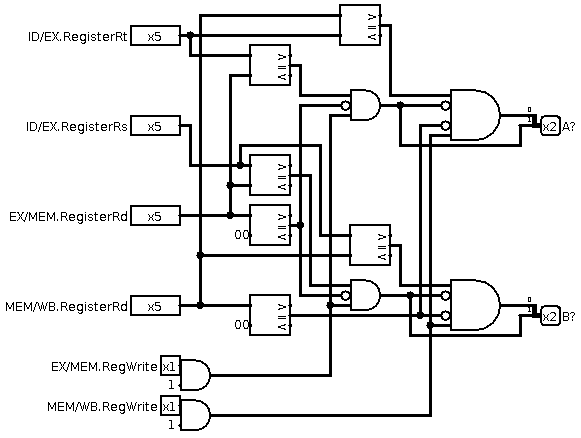 ID/EX.RegisterRt x5
> = <
> = <
0
1
x2 A?
ID/EX.RegisterRs x5
> = <
EX/MEM.RegisterRd x5
00
> = <
> = <
MEM/WB.RegisterRd x5
00
> = <
0
1
x2 B?
EX/MEM.RegWrite x1
1
MEM/WB.RegWrite x1
1